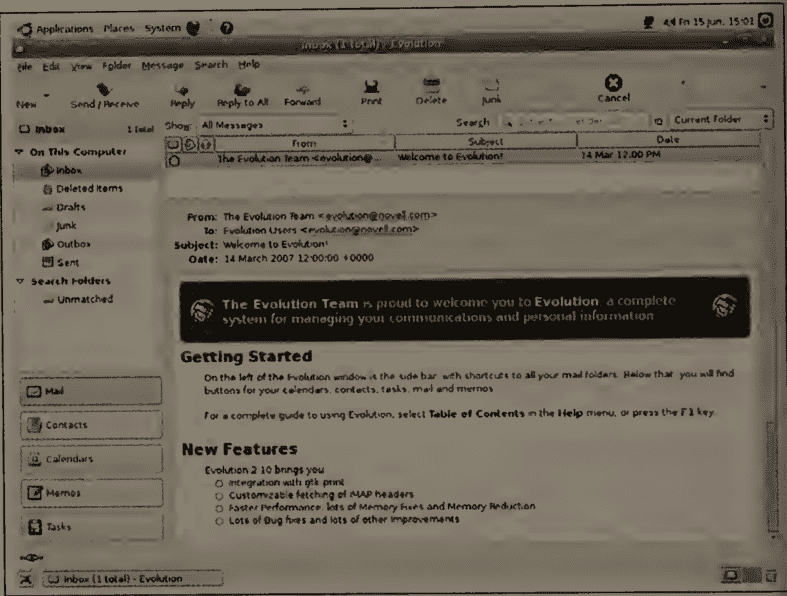 Applications Places System
Fri 15 Jun, 15:02
Inbox (1 total) - Evolution
File Edit View Folder Message Search Help
New Send / Receive Reply Reply to All Forward Print Delete Junk Cancel
Inbox 1 total
Show: All Messages Search Current Folder
From Subject Date
The Evolution Team <evolution@... Welcome to Evolution! 14 Mar 12:00 PM
On This Computer
Inbox
Deleted Items
Drafts
Junk
Outbox
Sent
Search Folders
Unmatched
Mail
Contacts
Calendars
Memos
Tasks
From: The Evolution Team <evolution@novell.com>
To: Evolution Users <evolution@novell.com>
Subject: Welcome to Evolution!
Date: 14 March 2007 12:00:00 +0000
The Evolution Team is proud to welcome you to Evolution a complete
system for managing your communications and personal information
Getting Started
On the left of the Evolution window is the side bar, with shortcuts to all your mail folders. Below that, you will find
buttons for your calendars, contacts, tasks, mail and memos
For a complete guide to using Evolution, select Table of Contents in the Help menu, or press the F1 key.
New Features
Evolution 2.10 brings you
Integration with gtk print
Customizable fetching of IMAP headers
Faster Performance, lots of Memory Fixes and Memory Reduction
Lots of Bug fixes and lots of other improvements
Inbox (1 total) - Evolution